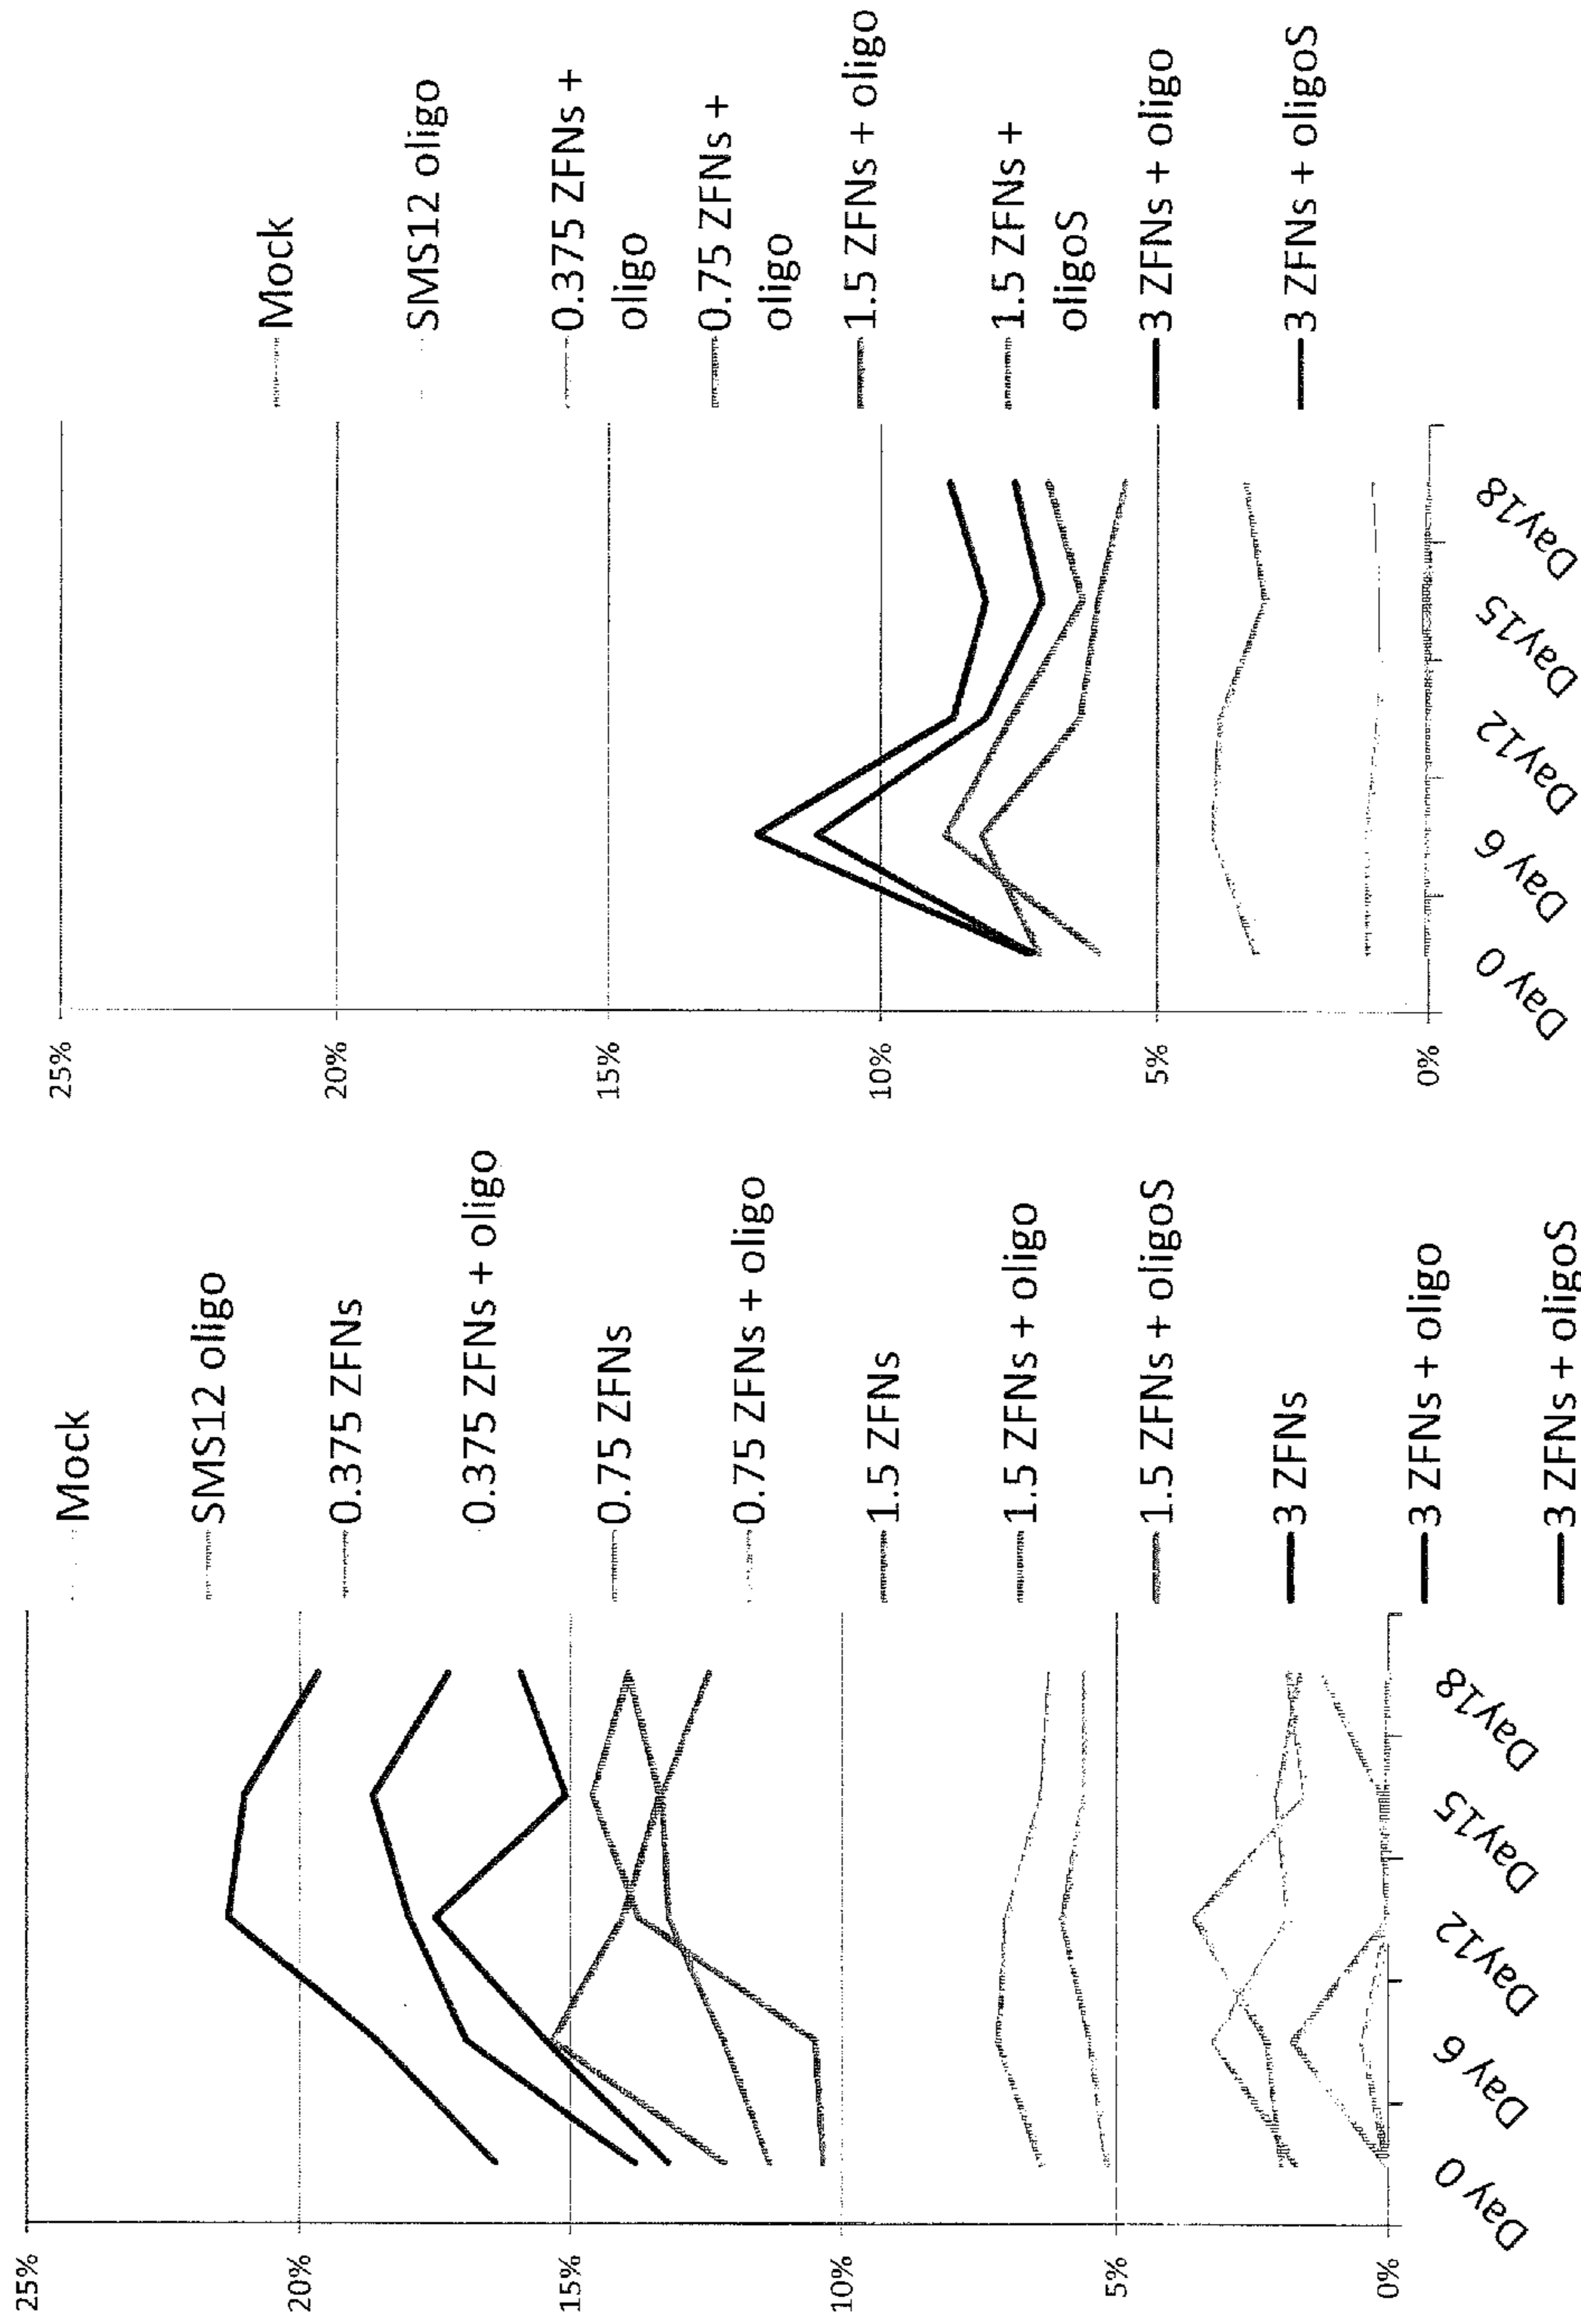 25%
20%
15%
10%
5%
0%
Day 0
Day 6
Day12
Day15
Day18
Mock
SMS12 oligo
0.375 ZFNs
0.375 ZFNs + oligo
0.75 ZFNs
0.75 ZFNs + oligo
1.5 ZFNs
1.5 ZFNs + oligo
1.5 ZFNs + oligoS
3 ZFNs
3 ZFNs + oligo
3 ZFNs + oligoS
25%
20%
15%
10%
5%
0%
Day 0
Day 6
Day12
Day15
Day18
Mock
SMS12 oligo
0.375 ZFNs +
oligo
0.75 ZFNs +
oligo
1.5 ZFNs + oligo
1.5 ZFNs +
oligoS
3 ZFNs + oligo
3 ZFNs + oligoS